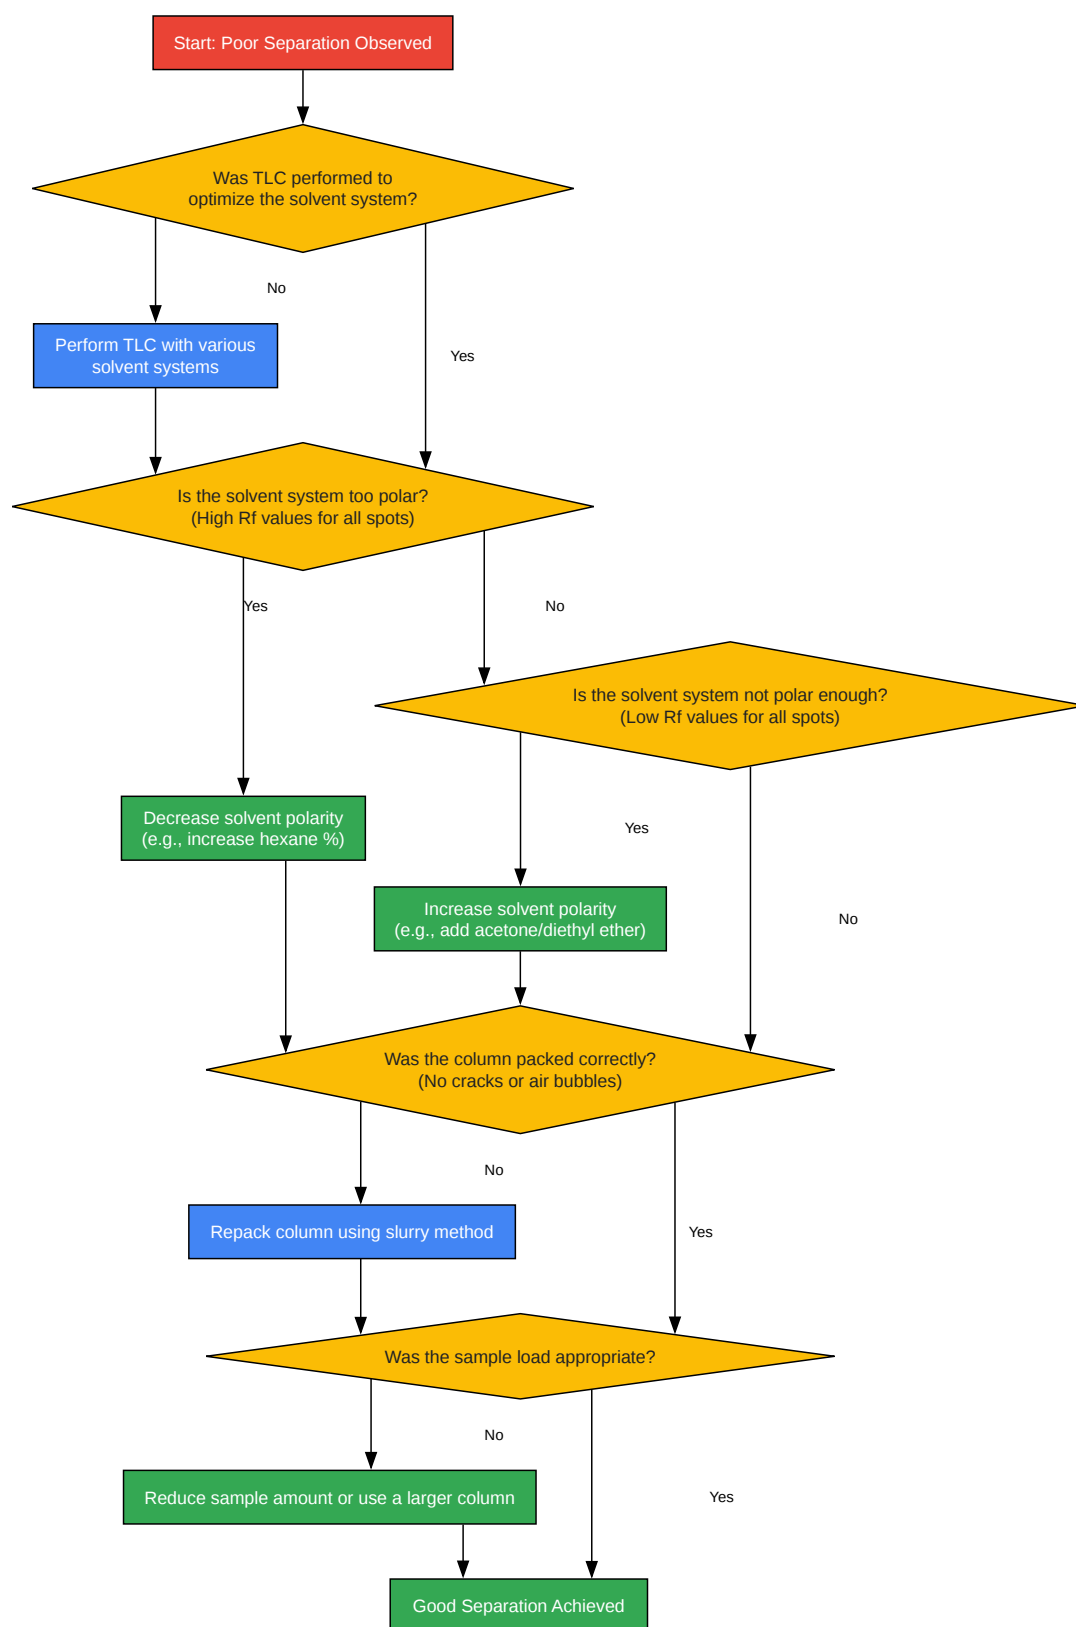 Start: Poor Separation Observed
Was TLC performed to
optimize the solvent system?
No
Perform TLC with various
solvent systems
Yes
Is the solvent system too polar?
(High Rf values for all spots)
Yes
No
Is the solvent system not polar enough?
(Low Rf values for all spots)
Decrease solvent polarity
(e.g., increase hexane %)
Yes
Increase solvent polarity
(e.g., add acetone/diethyl ether)
No
Was the column packed correctly?
(No cracks or air bubbles)
No
Repack column using slurry method
Yes
Was the sample load appropriate?
No
Reduce sample amount or use a larger column
Yes
Good Separation Achieved